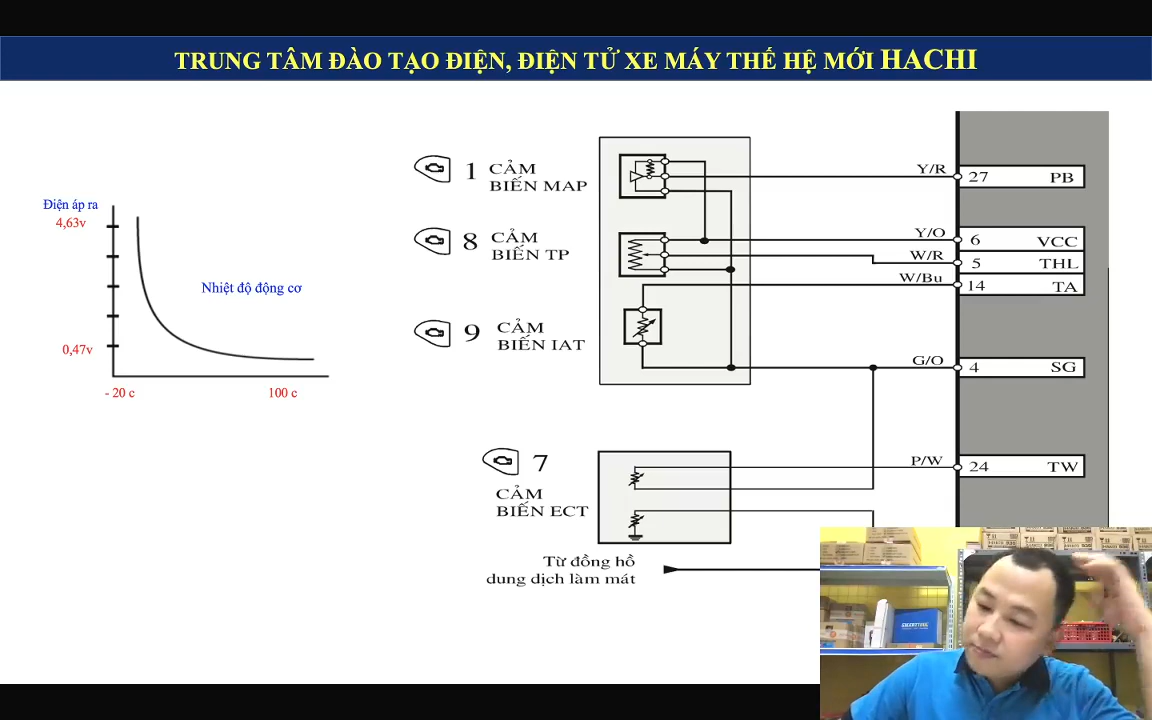 TRUNG TÂM ĐÀO TẠO ĐIỆN, ĐIỆN TỬ XE MÁY THẾ HỆ MỚI HACHI
Điện áp ra
4,63v
Nhiệt độ động cơ
0,47v
- 20 c
100 c
1 CẢM
BIẾN MAP
8 CẢM
BIẾN TP
9 CẢM
BIẾN IAT
7
CẢM
BIẾN ECT
Từ đồng hồ
dung dịch làm mát
Y/R 27 PB
Y/O 6 VCC
W/R 5 THL
W/Bu 14 TA
G/O 4 SG
P/W 24 TW